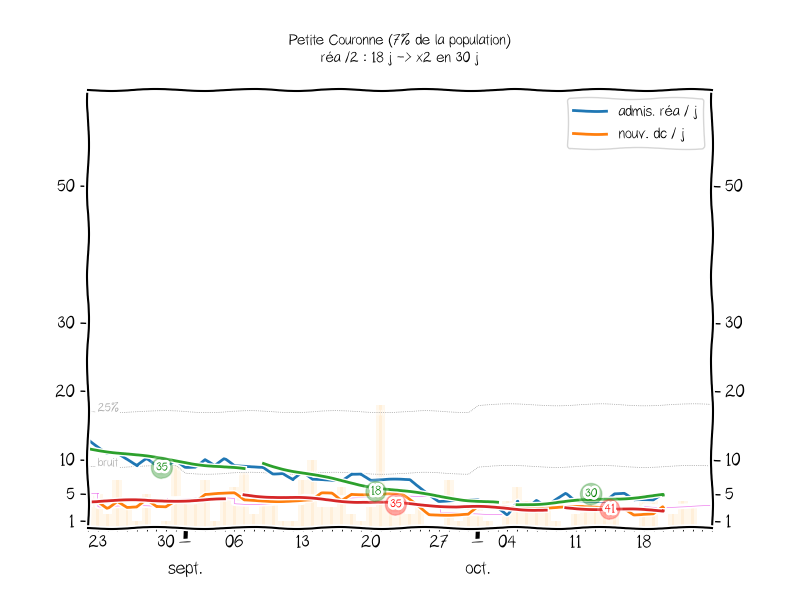 Petite Couronne (7% de la population)
réa /2 : 18 j -> x2 en 30 j
admis. réa / j
nouv. dc / j
50
50
30
30
20
20
25%
10
10
bruit
35
30
18
5
5
35
41
1
1
23 30 06 13 20 27 04 11 18
sept. oct.